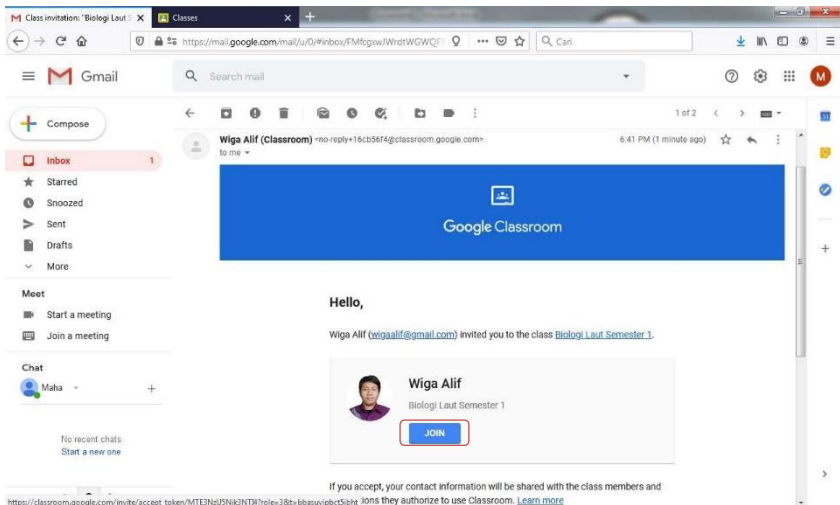 Class invitation: "Biologi Laut S
Classes
https://mail.google.com/mail/u/0/#inbox/FMfcgxwJWrdtWGWQF
Cari
Gmail
Search mail
M
Compose
1 of 2
Inbox 1
Starred
Snoozed
Sent
Drafts
More
Meet
Start a meeting
Join a meeting
Chat
Maha
No recent chats
Start a new one
Wiga Alif (Classroom) <no-reply+16cb56f4@classroom.google.com>
6:41 PM (1 minute ago)
to me
Google Classroom
Hello,
Wiga Alif (wigaalif@gmail.com) invited you to the class Biologi Laut Semester 1.
Wiga Alif
Biologi Laut Semester 1
JOIN
If you accept, your contact information will be shared with the class members and
ions they authorize to use Classroom. Learn more